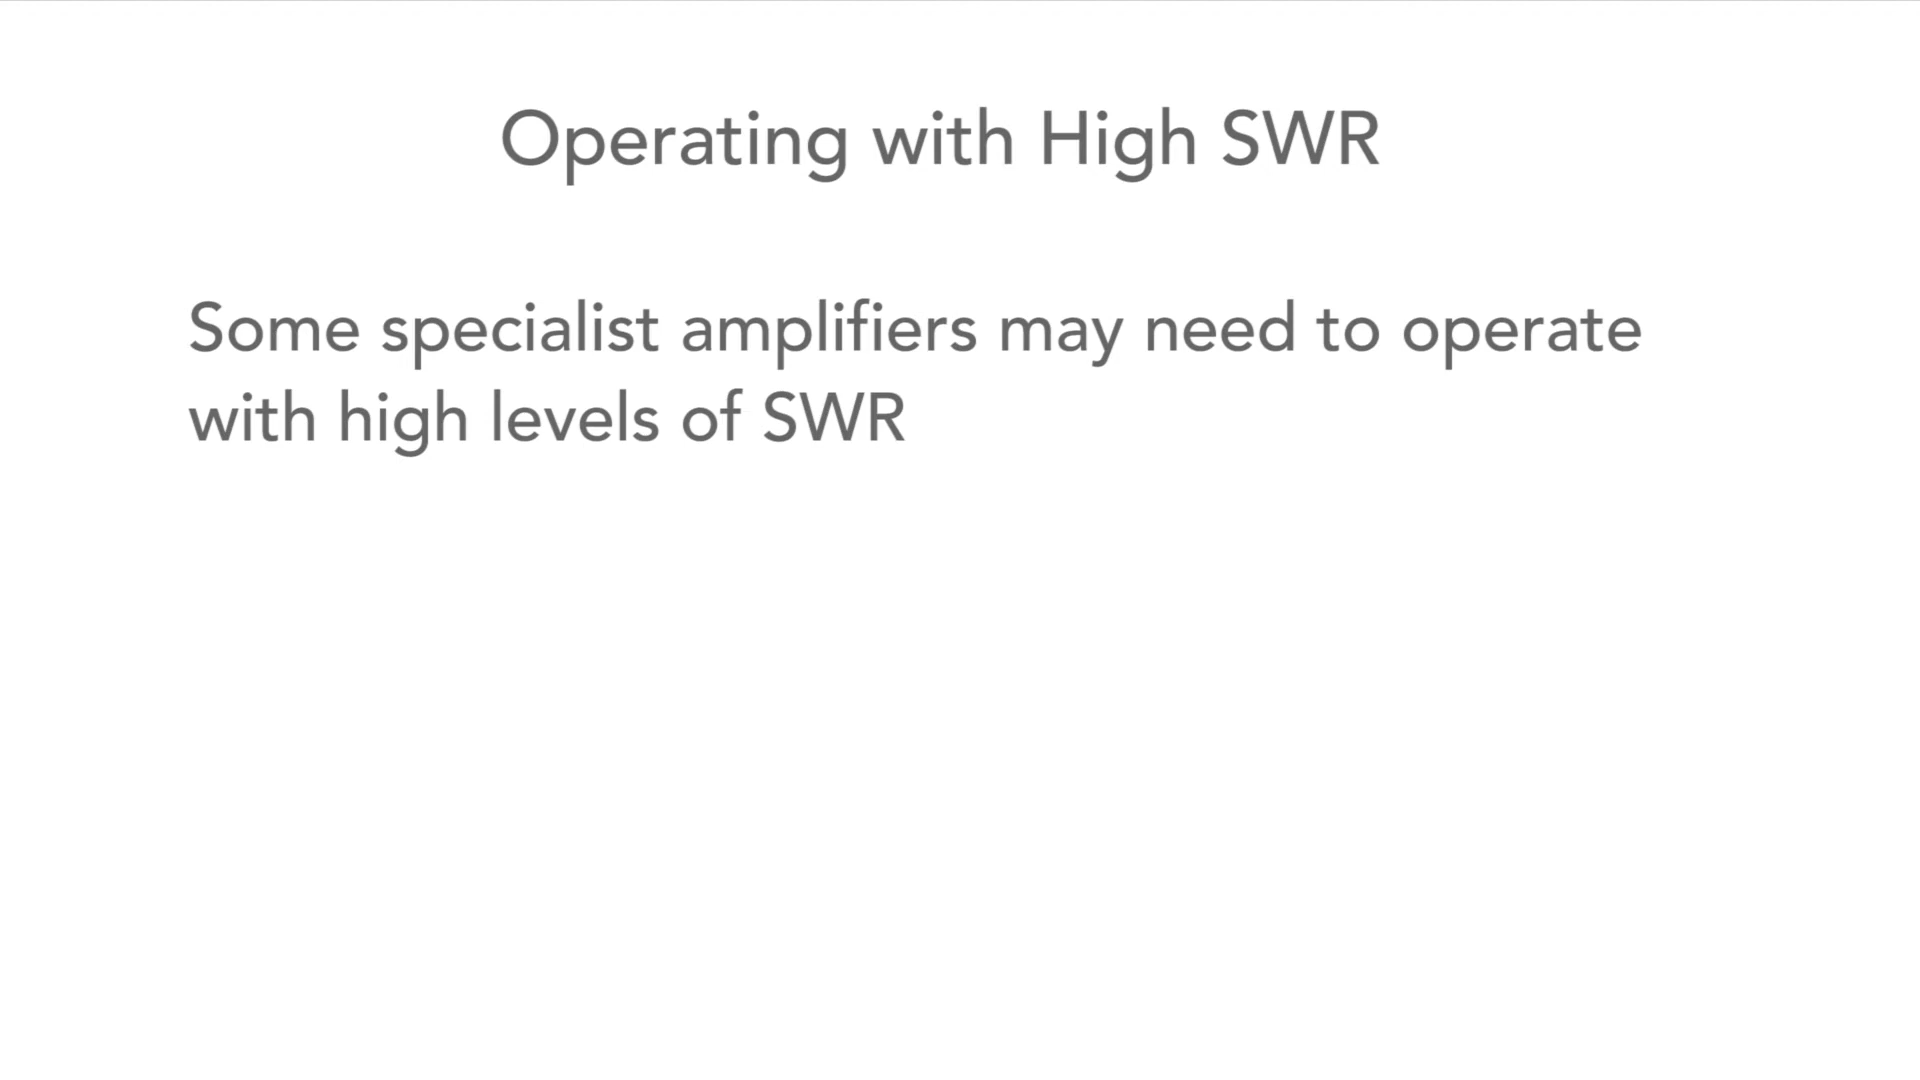 Operating with High SWR
Some specialist amplifiers may need to operate
with high levels of SWR